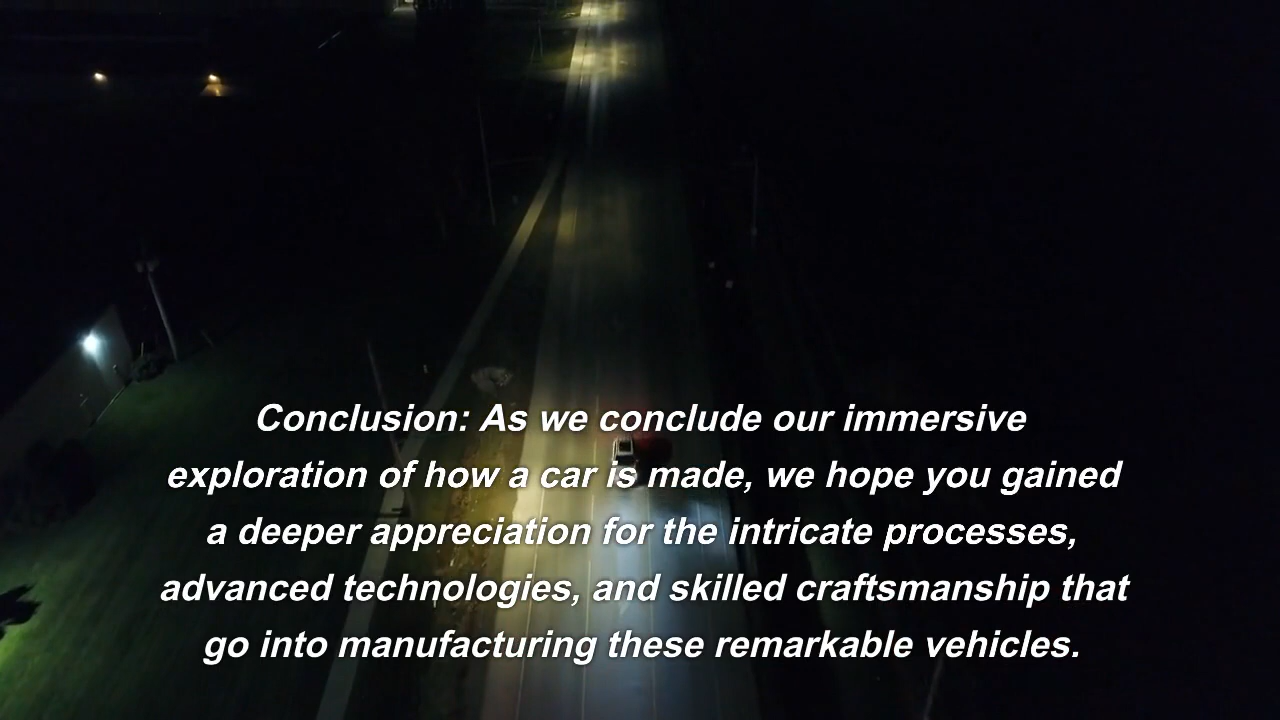 Conclusion: As we conclude our immersive
exploration of how a car is made, we hope you gained
a deeper appreciation for the intricate processes,
advanced technologies, and skilled craftsmanship that
go into manufacturing these remarkable vehicles.